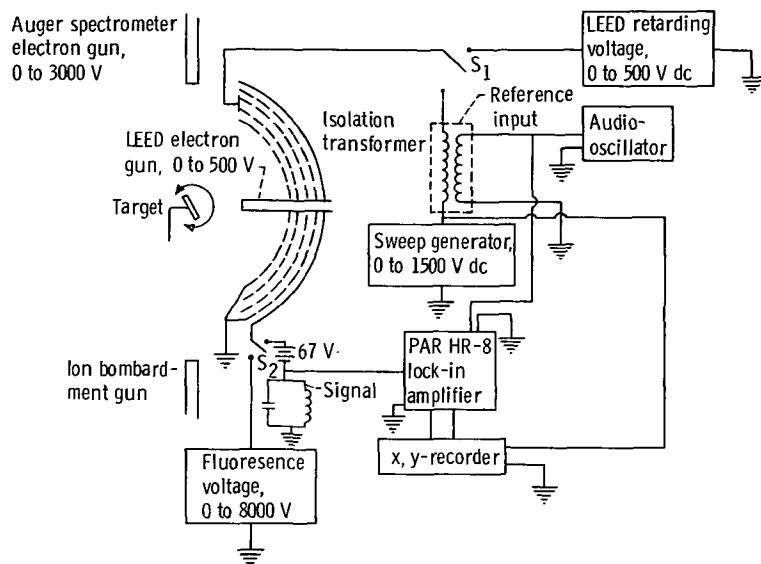 Auger spectrometer
electron gun,
0 to 3000 V
S1
LEED retarding
voltage,
0 to 500 V dc
Isolation
transformer
Reference
input
Audio-
oscillator
LEED electron
gun, 0 to 500 V
Target
Sweep generator,
0 to 1500 V dc
S2
67 V
PAR HR-8
lock-in
amplifier
Ion bombard-
ment gun
Signal
x, y-recorder
Fluoresence
voltage,
0 to 8000 V